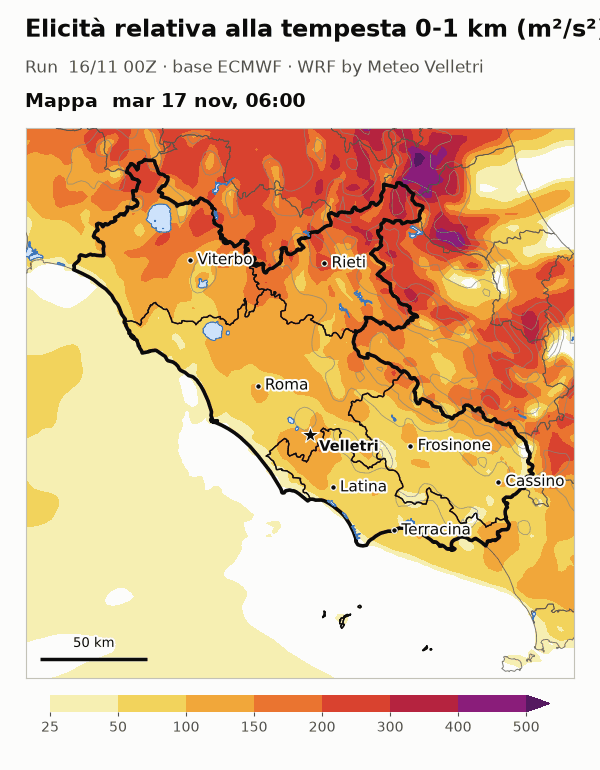 Elicità relativa alla tempesta 0-1 km (m²/s²)
Run 16/11 00Z · base ECMWF · WRF by Meteo Velletri
Mappa mar 17 nov, 06:00
Viterbo
Rieti
Roma
Velletri
Frosinone
Latina
Cassino
Terracina
50 km
25 50 100 150 200 300 400 500